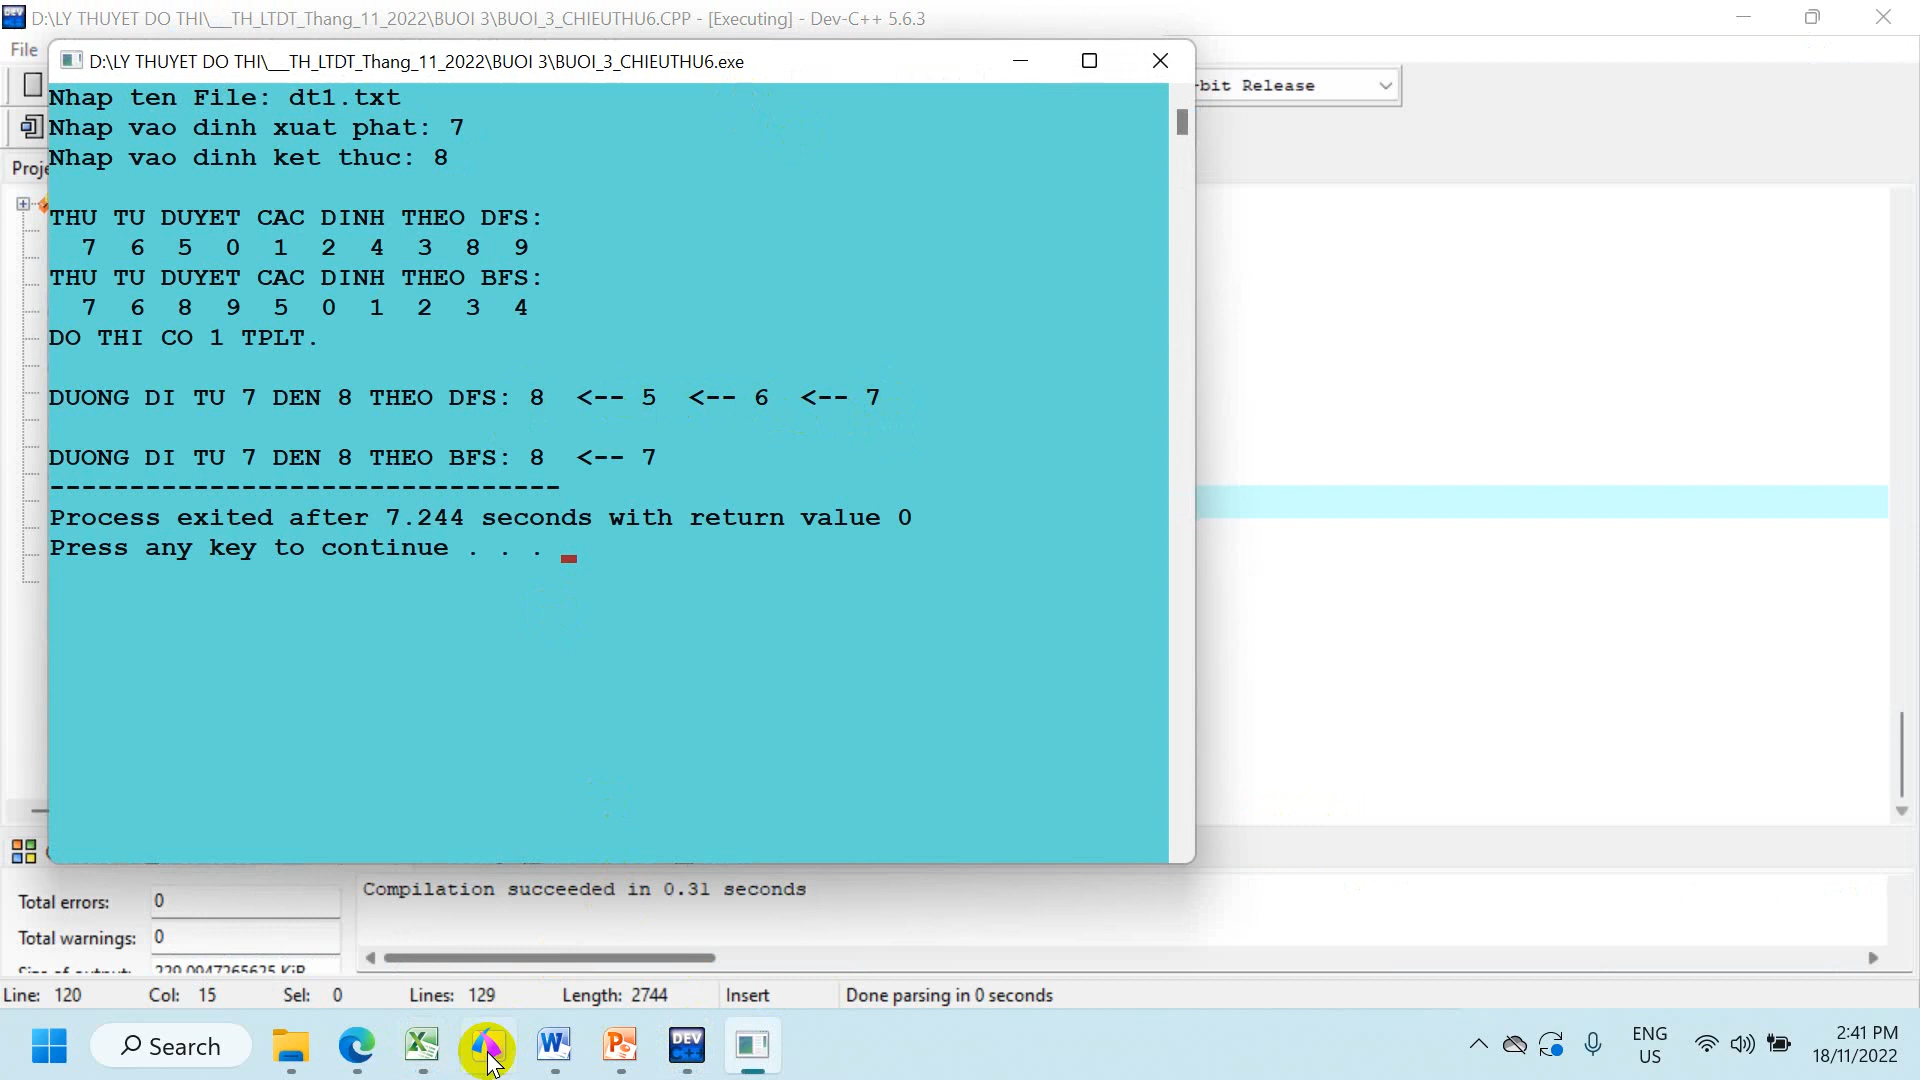 D:\LY THUYET DO THI\__TH_LTDT_Thang_11_2022\BUOI 3\BUOI_3_CHIEUTHU6.CPP - [Executing] - Dev-C++ 5.6.3
File
D:\LY THUYET DO THI\__TH_LTDT_Thang_11_2022\BUOI 3\BUOI_3_CHIEUTHU6.exe
-bit Release
Proje
Nhap ten File: dt1.txt
Nhap vao dinh xuat phat: 7
Nhap vao dinh ket thuc: 8
THU TU DUYET CAC DINH THEO DFS:
7 6 5 0 1 2 4 3 8 9
THU TU DUYET CAC DINH THEO BFS:
7 6 8 9 5 0 1 2 3 4
DO THI CO 1 TPLT.
DUONG DI TU 7 DEN 8 THEO DFS: 8 <-- 5 <-- 6 <-- 7
DUONG DI TU 7 DEN 8 THEO BFS: 8 <-- 7
--------------------------------
Process exited after 7.244 seconds with return value 0
Press any key to continue . . .
Total errors: 0
Total warnings: 0
Compilation succeeded in 0.31 seconds
Line: 120 Col: 15 Sel: 0 Lines: 129 Length: 2744 Insert Done parsing in 0 seconds
Search
DEV C++
ENG
US
2:41 PM
18/11/2022